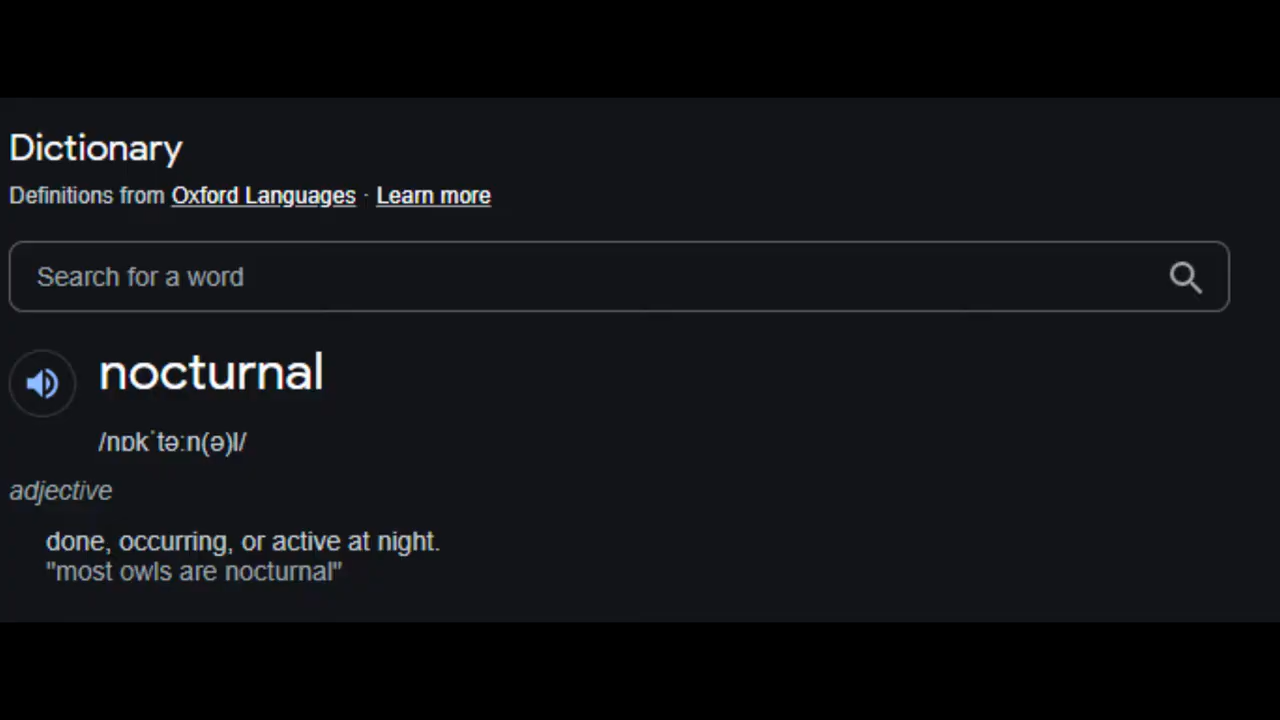 Dictionary
Definitions from Oxford Languages · Learn more
Search for a word
nocturnal
/nɒkˈtəːn(ə)l/
adjective
done, occurring, or active at night.
"most owls are nocturnal"